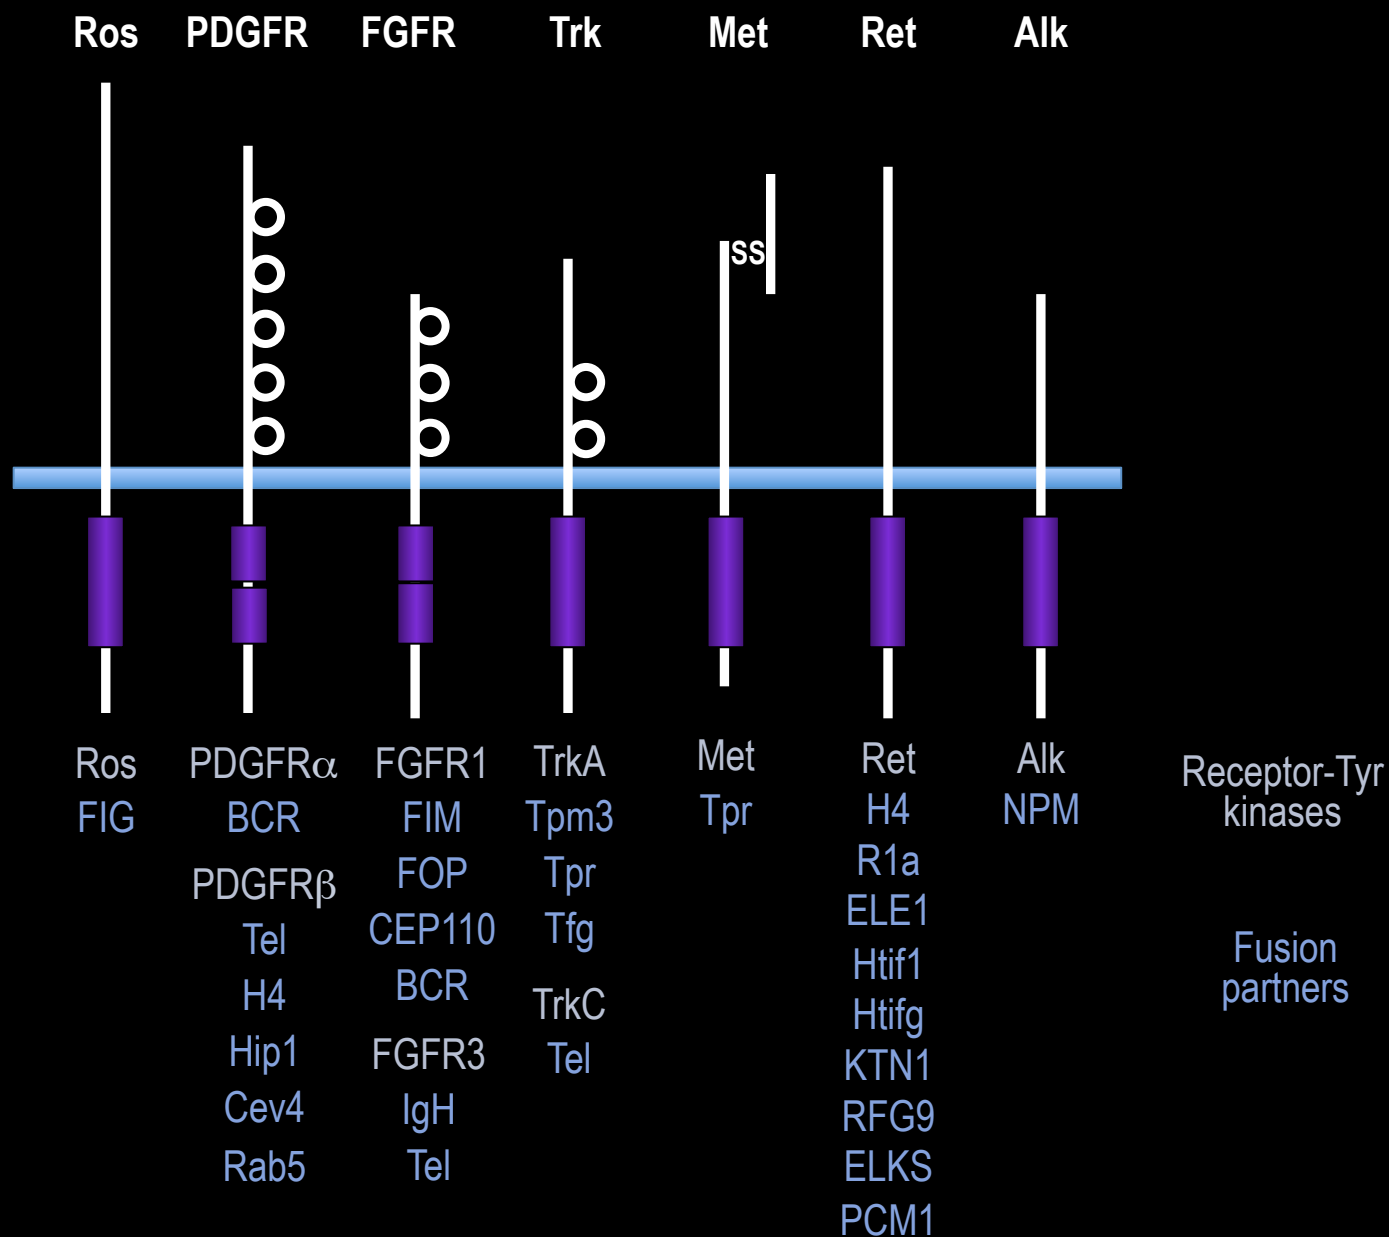 Ros PDGFR FGFR Trk Met Ret Alk
SS
Ros
FIG
PDGFRα
BCR
PDGFRβ
Tel
H4
Hip1
Cev4
Rab5
FGFR1
FIM
FOP
CEP110
BCR
FGFR3
IgH
Tel
TrkA
Tpm3
Tpr
Tfg
TrkC
Tel
Met
Tpr
Ret
H4
R1a
ELE1
Htif1
Htifg
KTN1
RFG9
ELKS
PCM1
Alk
NPM
Receptor-Tyr
kinases
Fusion
partners